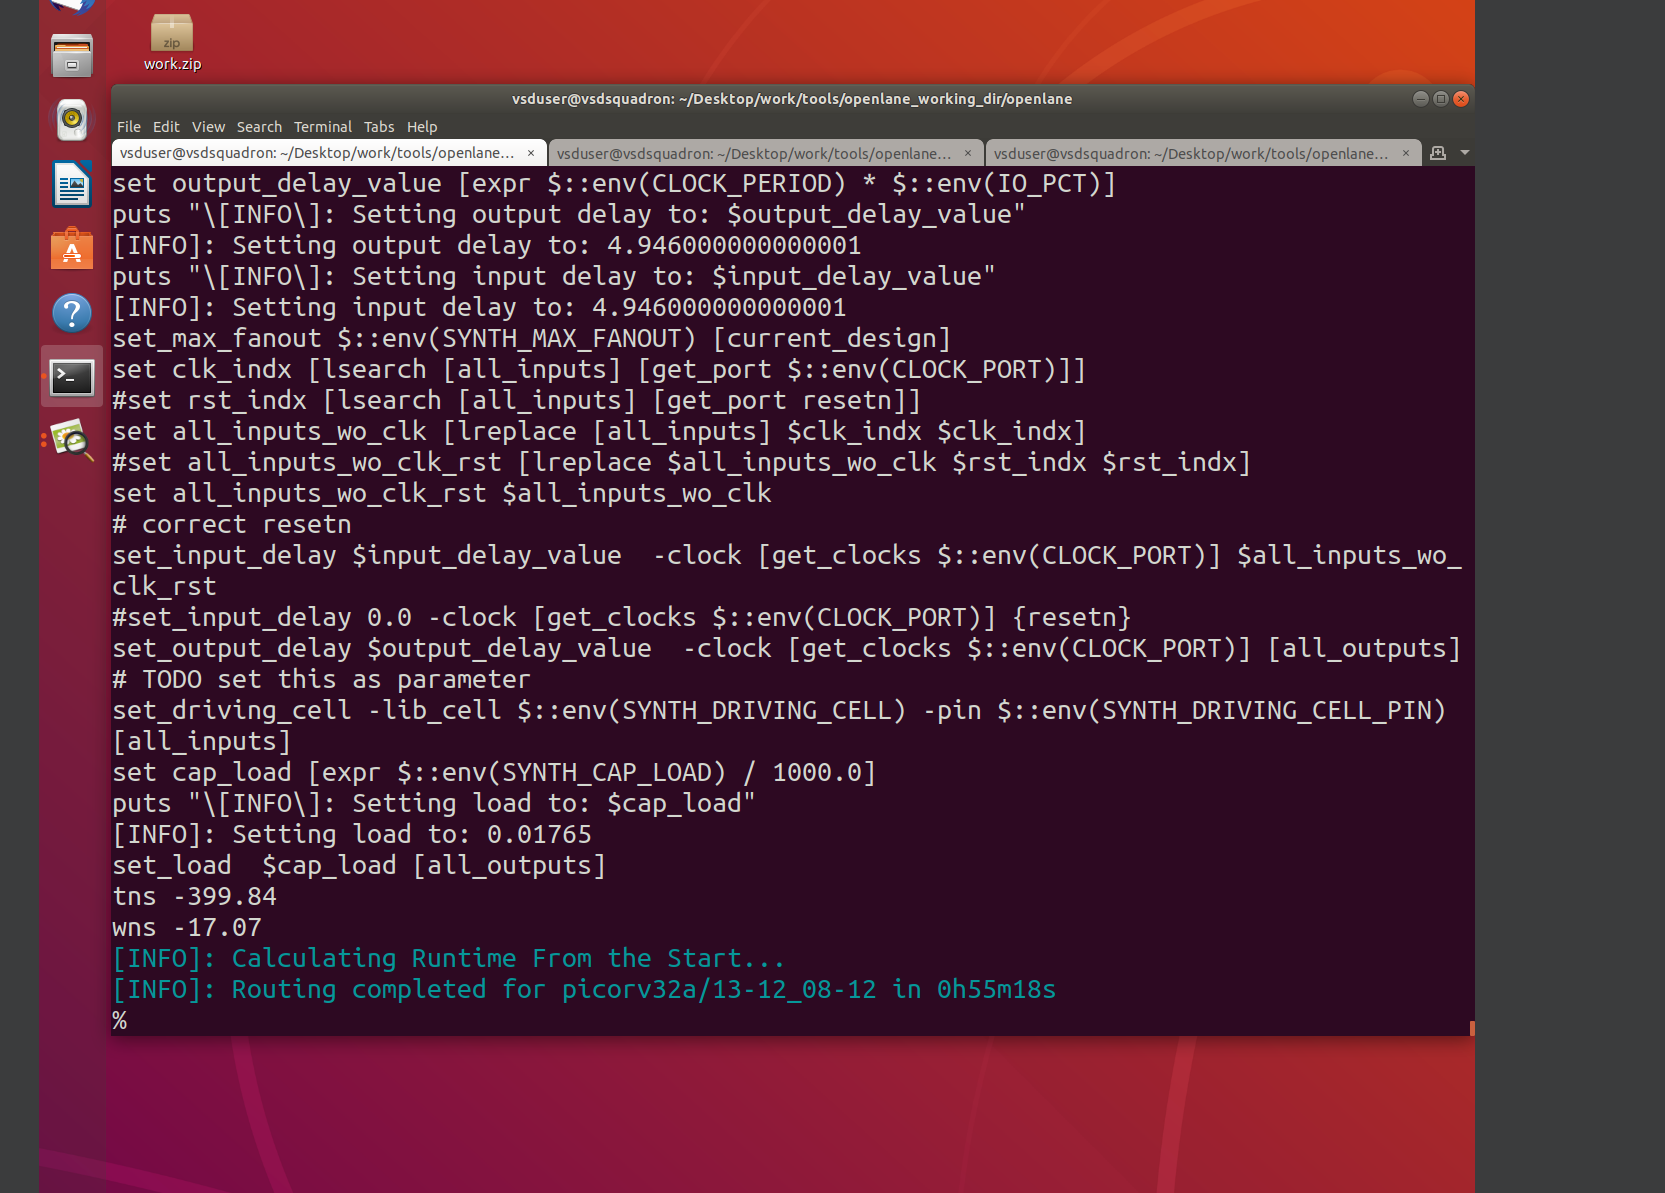 zip
work.zip
vsduser@vsdsquadron: ~/Desktop/work/tools/openlane_working_dir/openlane
File Edit View Search Terminal Tabs Help
vsduser@vsdsquadron: ~/Desktop/work/tools/openlane... × vsduser@vsdsquadron: ~/Desktop/work/tools/openlane... × vsduser@vsdsquadron: ~/Desktop/work/tools/openlane... ×
set output_delay_value [expr $::env(CLOCK_PERIOD) * $::env(IO_PCT)]
puts "\[INFO\]: Setting output delay to: $output_delay_value"
[INFO]: Setting output delay to: 4.946000000000001
puts "\[INFO\]: Setting input delay to: $input_delay_value"
[INFO]: Setting input delay to: 4.946000000000001
set_max_fanout $::env(SYNTH_MAX_FANOUT) [current_design]
set clk_indx [lsearch [all_inputs] [get_port $::env(CLOCK_PORT)]]
#set rst_indx [lsearch [all_inputs] [get_port resetn]]
set all_inputs_wo_clk [lreplace [all_inputs] $clk_indx $clk_indx]
#set all_inputs_wo_clk_rst [lreplace $all_inputs_wo_clk $rst_indx $rst_indx]
set all_inputs_wo_clk_rst $all_inputs_wo_clk
# correct resetn
set_input_delay $input_delay_value  -clock [get_clocks $::env(CLOCK_PORT)] $all_inputs_wo_
clk_rst
#set_input_delay 0.0 -clock [get_clocks $::env(CLOCK_PORT)] {resetn}
set_output_delay $output_delay_value  -clock [get_clocks $::env(CLOCK_PORT)] [all_outputs]
# TODO set this as parameter
set_driving_cell -lib_cell $::env(SYNTH_DRIVING_CELL) -pin $::env(SYNTH_DRIVING_CELL_PIN)
[all_inputs]
set cap_load [expr $::env(SYNTH_CAP_LOAD) / 1000.0]
puts "\[INFO\]: Setting load to: $cap_load"
[INFO]: Setting load to: 0.01765
set_load  $cap_load [all_outputs]
tns -399.84
wns -17.07
[INFO]: Calculating Runtime From the Start...
[INFO]: Routing completed for picorv32a/13-12_08-12 in 0h55m18s
%